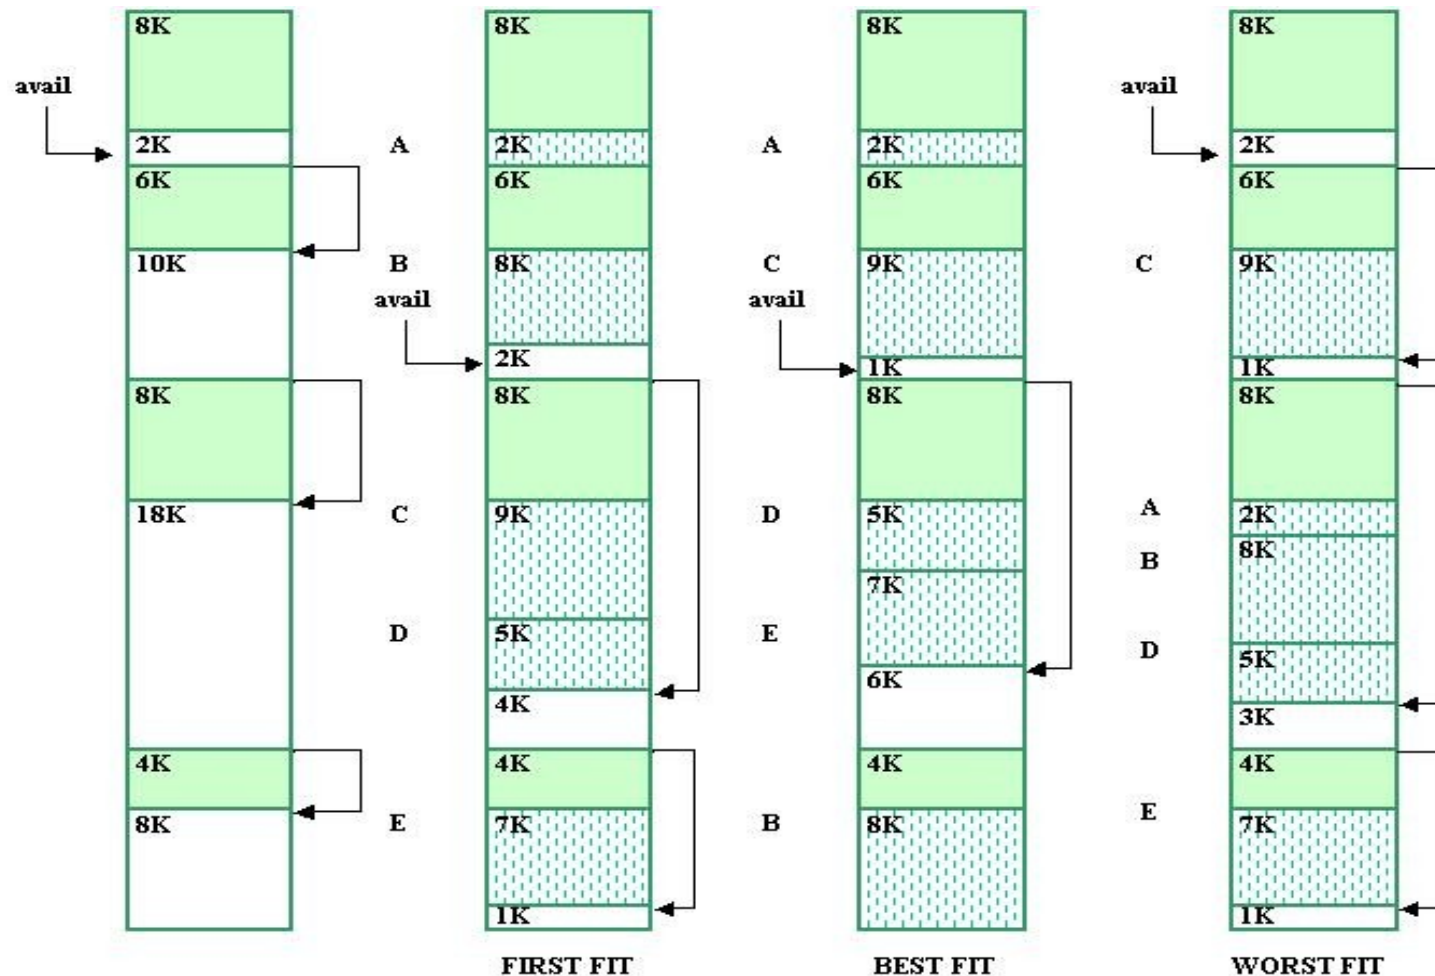 8K 8K 8K 8K
avail avail
2K A 2K A 2K 2K
6K 6K 6K 6K
10K B 8K C 9K C 9K
avail avail
2K 1K 1K
8K 8K 8K 8K
18K C 9K D 5K A 2K
B 8K
7K
D 5K E D 5K
4K 6K 3K
4K 4K 4K 4K
8K E 7K B 8K E 7K
1K 1K
FIRST FIT BEST FIT WORST FIT